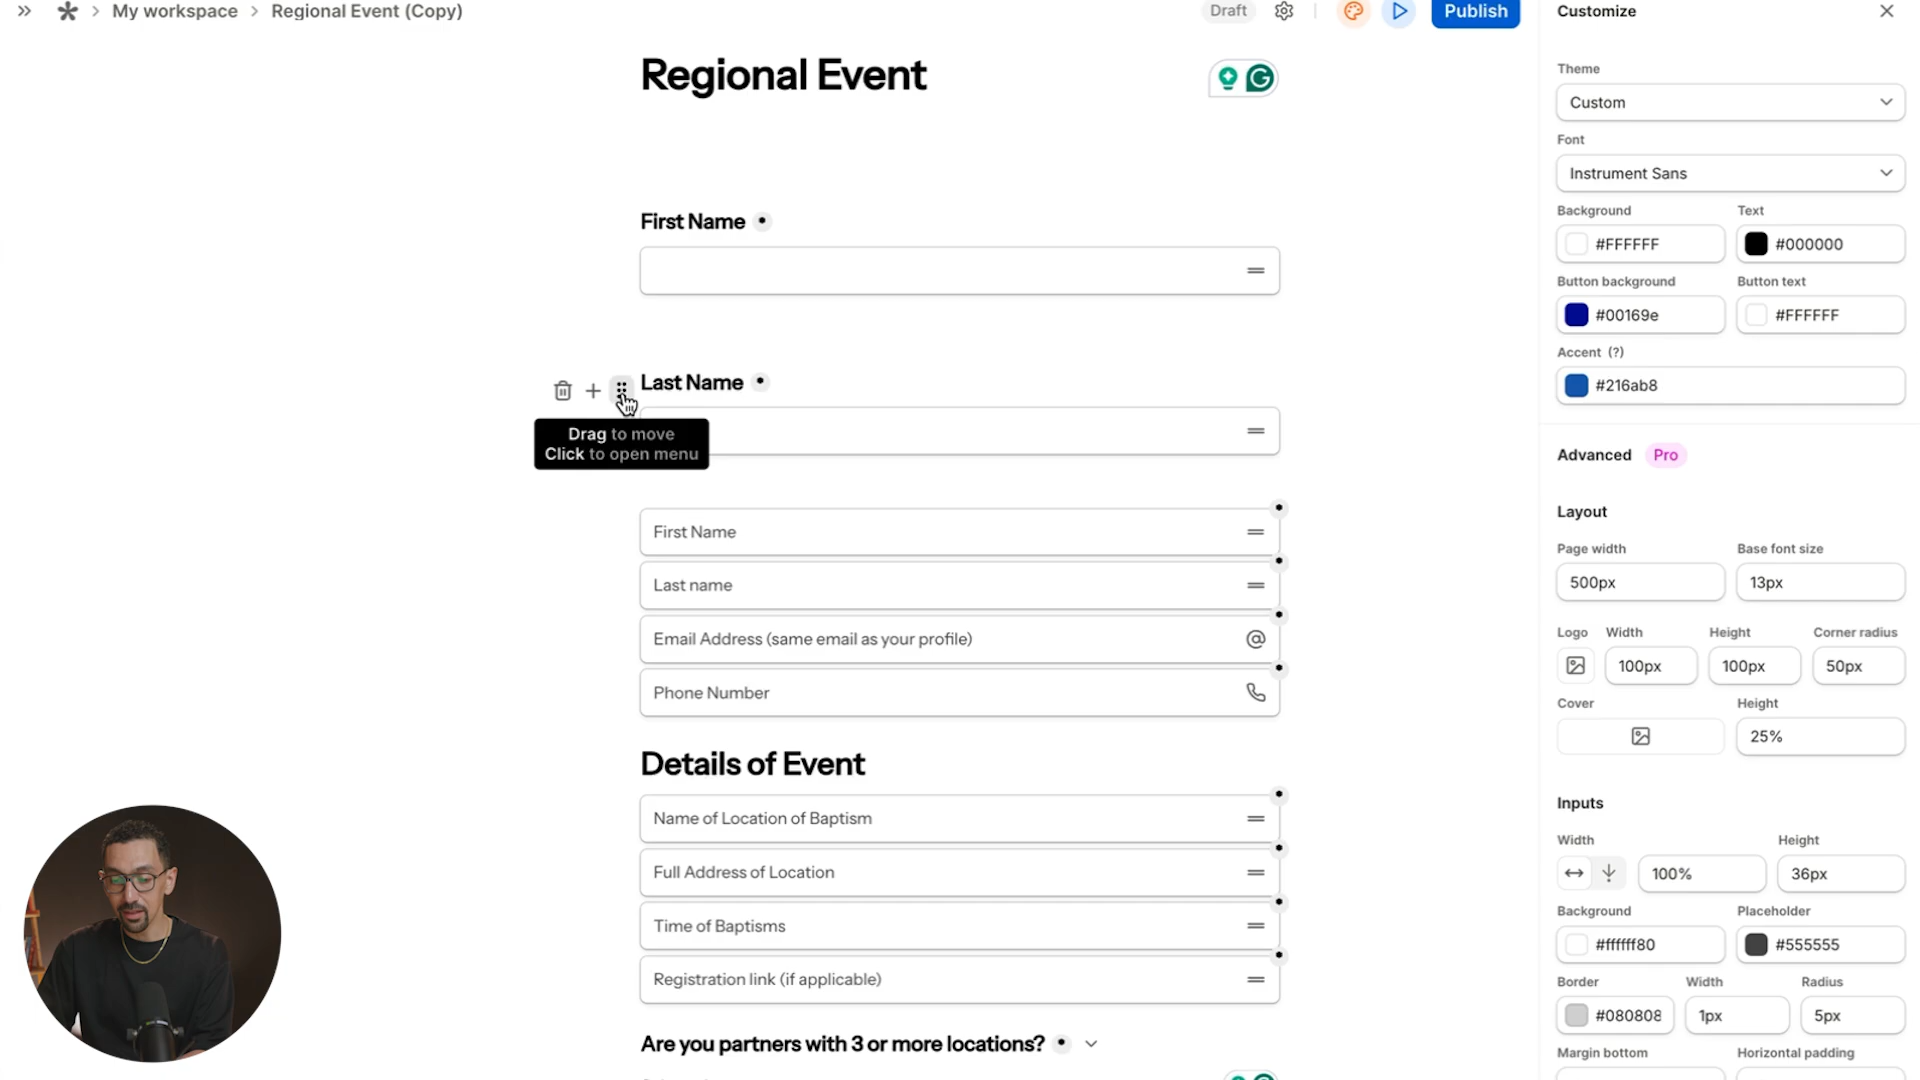 My workspace
Regional Event (Copy)
Draft
Publish
Customize
Regional Event
Theme
Custom
Font
Instrument Sans
Background
Text
#FFFFFF
#000000
Button background
Button text
#00169e
#FFFFFF
Accent (?)
#216ab8
First Name
Last Name
Drag to move
Click to open menu
First Name
Last name
Email Address (same email as your profile)
Phone Number
Details of Event
Name of Location of Baptism
Full Address of Location
Time of Baptisms
Registration link (if applicable)
Are you partners with 3 or more locations?
Advanced
Pro
Layout
Page width
Base font size
500px
13px
Logo
Width
Height
Corner radius
100px
100px
50px
Cover
Height
25%
Inputs
Width
Height
100%
36px
Background
Placeholder
#ffffff80
#555555
Border
Width
Radius
#080808
1px
5px
Margin bottom
Horizontal padding